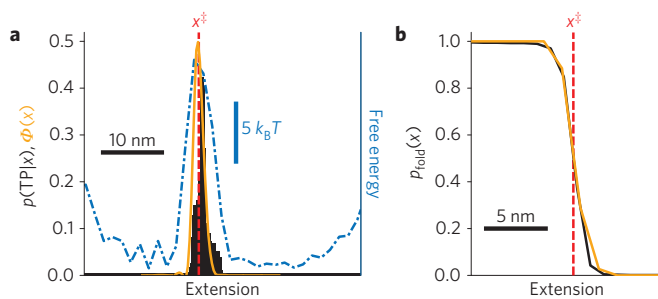 a
x‡
b
x‡
0.5
0.4
0.3
0.2
0.1
0.0
p(TP|x), Φ(x)
10 nm
5 kBT
Free energy
Extension
1.0
0.8
0.6
0.4
0.2
0.0
pfold(x)
5 nm
Extension